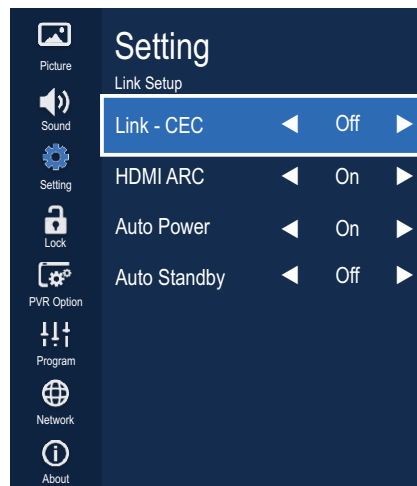 Picture
Sound
Setting
Lock
PVR Option
Program
Network
About
Setting
Link Setup
Link - CEC Off
HDMI ARC On
Auto Power On
Auto Standby Off